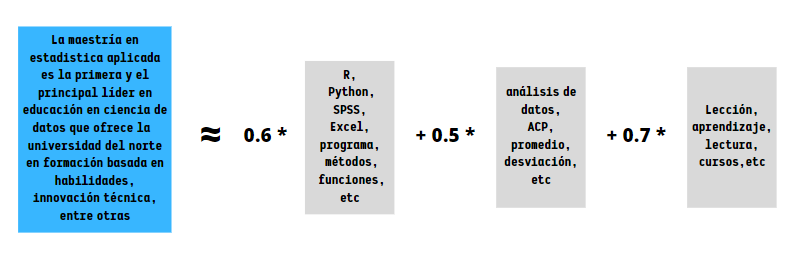 La maestría en
estadistica aplicada
es la primera y el
principal líder en
educación en ciencia de
datos que ofrece la
universidad del norte
en formación basada en
habilidades,
innovación técnica,
entre otras
≈
0.6 *
R,
Python,
SPSS,
Excel,
programa,
métodos,
funciones,
etc
+ 0.5 *
análisis de
datos,
ACP,
promedio,
desviación,
etc
+ 0.7 *
Lección,
aprendizaje,
lectura,
cursos,etc